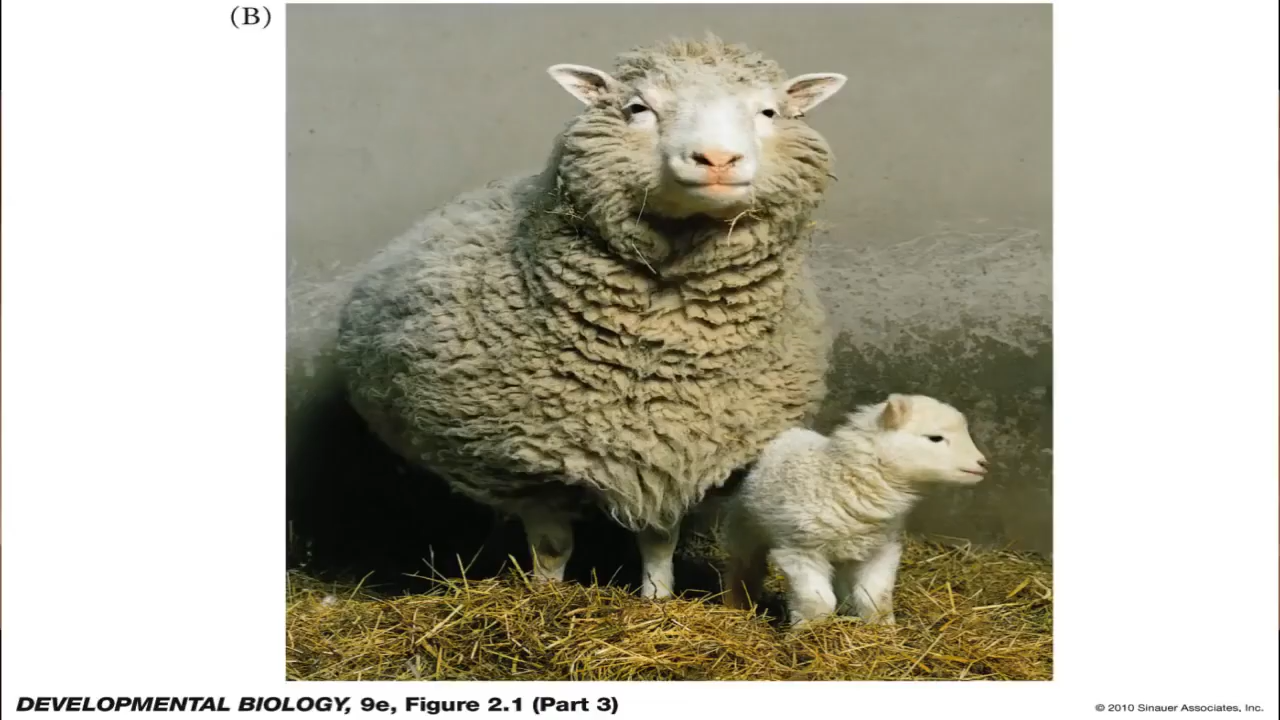 (B)
DEVELOPMENTAL BIOLOGY, 9e, Figure 2.1 (Part 3)
© 2010 Sinauer Associates, Inc.